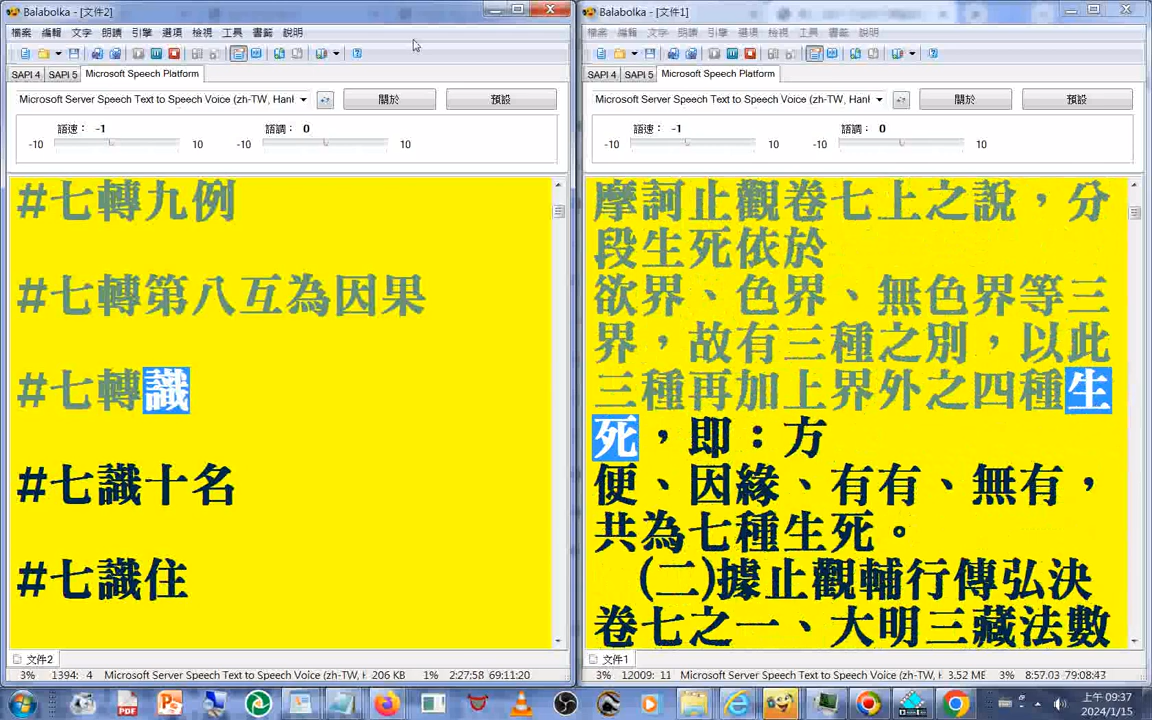 Balabolka - [文件2]
檔案 編輯 文字 朗讀 引擎 選項 檢視 工具 書籤 說明
SAPI 4 SAPI 5 Microsoft Speech Platform
Microsoft Server Speech Text to Speech Voice (zh-TW, Hanl
關於 預設
語速： -1 語調： 0
-10 10 -10 10
#七轉九例
#七轉第八互為因果
#七轉識
#七識十名
#七識住
文件2
3% 1394: 4 Microsoft Server Speech Text to Speech Voice (zh-TW, 206 KB 1% 2:27:58 69:11:20
Balabolka - [文件1]
檔案 編輯 文字 朗讀 引擎 選項 檢視 工具 書籤 說明
SAPI 4 SAPI 5 Microsoft Speech Platform
Microsoft Server Speech Text to Speech Voice (zh-TW, Hanl
關於 預設
語速： -1 語調： 0
-10 10 -10 10
摩訶止觀卷七上之說，分
段生死依於
欲界、色界、無色界等三
界，故有三種之別，以此
三種再加上界外之四種生
死，即：方
便、因緣、有有、無有，
共為七種生死。
(二)據止觀輔行傳弘決
卷七之一、大明三藏法數
文件1
3% 12009: 11 Microsoft Server Speech Text to Speech Voice (zh-TW, 3.52 MB 3% 8:57:03 79:08:43
上午 09:37
2024/1/15